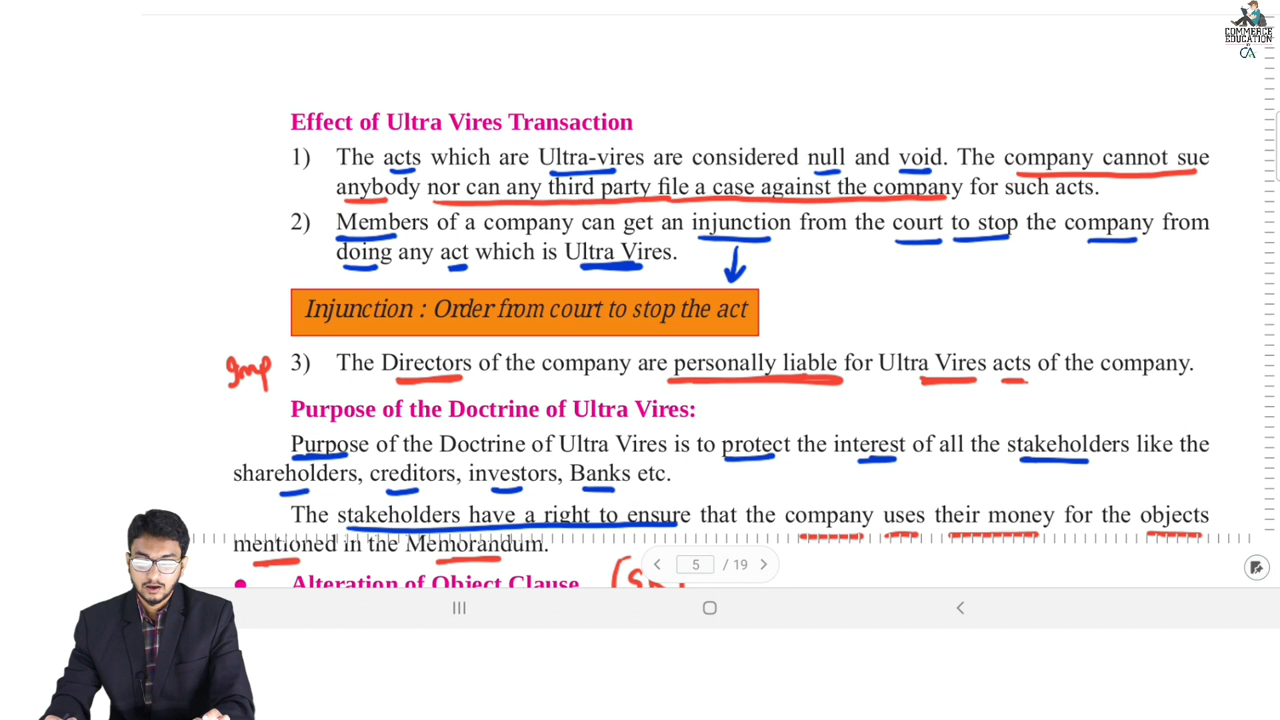 COMMERCE
EDUCATION
BY
CA
Effect of Ultra Vires Transaction
1) The acts which are Ultra-vires are considered null and void. The company cannot sue
anybody nor can any third party file a case against the company for such acts.
2) Members of a company can get an injunction from the court to stop the company from
doing any act which is Ultra Vires.
Injunction : Order from court to stop the act
Imp 3) The Directors of the company are personally liable for Ultra Vires acts of the company.
Purpose of the Doctrine of Ultra Vires:
Purpose of the Doctrine of Ultra Vires is to protect the interest of all the stakeholders like the
shareholders, creditors, investors, Banks etc.
The stakeholders have a right to ensure that the company uses their money for the objects
mentioned in the Memorandum.
5 / 19
• Alteration of Object Clause